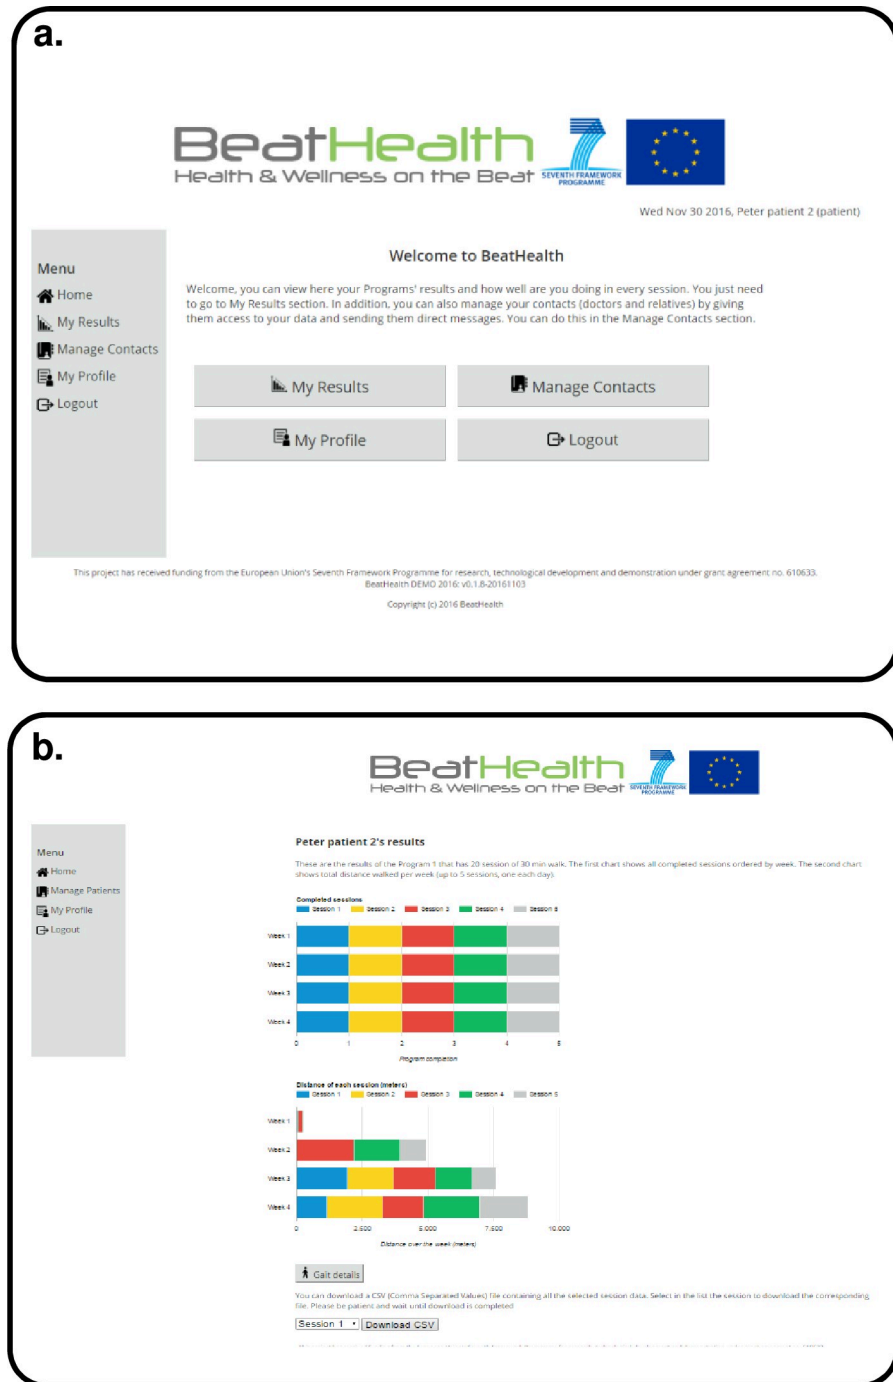 a.
BeatHealth
Health & Wellness on the Beat
SEVENTH FRAMEWORK
PROGRAMME
Wed Nov 30 2016, Peter patient 2 (patient)
Menu
Home
My Results
Manage Contacts
My Profile
Logout
Welcome to BeatHealth
Welcome, you can view here your Programs' results and how well are you doing in every session. You just need
to go to My Results section. In addition, you can also manage your contacts (doctors and relatives) by giving
them access to your data and sending them direct messages. You can do this in the Manage Contacts section.
My Results
Manage Contacts
My Profile
Logout
This project has received funding from the European Union's Seventh Framework Programme for research, technological development and demonstration under grant agreement no. 610633.
BeatHealth DEMO 2016: v0.1.8-20161103
Copyright (c) 2016 BeatHealth
b.
BeatHealth
Health & Wellness on the Beat
SEVENTH FRAMEWORK
PROGRAMME
Menu
Home
Manage Patients
My Profile
Logout
Peter patient 2's results
These are the results of the Program 1 that has 20 session of 30 min walk. The first chart shows all completed sessions ordered by week. The second chart
shows total distance walked per week (up to 5 sessions, one each day).
Completed sessions
Session 1 Session 2 Session 3 Session 4 Session 5
Week 1
Week 2
Week 3
Week 4
0 1 2 3 4 5
Program completion
Distance of each session (meters)
Session 1 Session 2 Session 3 Session 4 Session 5
Week 1
Week 2
Week 3
Week 4
0 2.500 5.000 7.500 10.000
Distance over the week (meters)
Gait details
You can download a CSV (Comma Separated Values) file containing all the selected session data. Select in the list the session to download the corresponding
file. Please be patient and wait until download is completed
Session 1 Download CSV